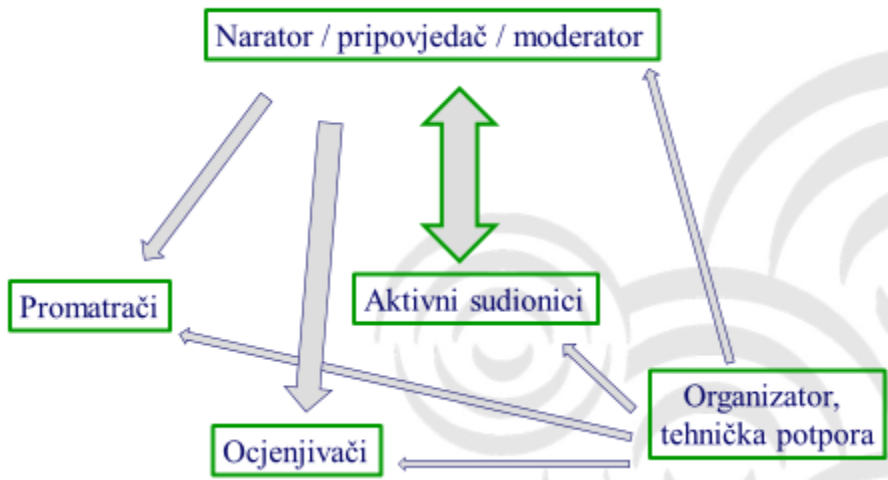 Narator / pripovjedač / moderator
Promatrači
Aktivni sudionici
Organizator,
tehnička potpora
Ocjenjivači